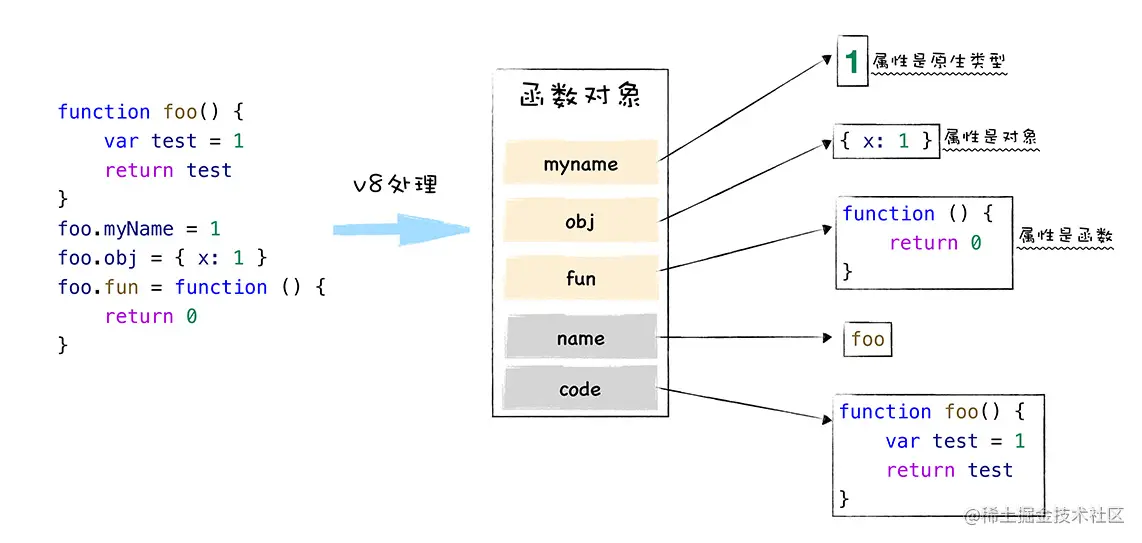 function foo() {
    var test = 1
    return test
}
foo.myName = 1
foo.obj = { x: 1 }
foo.fun = function () {
    return 0
}
v8处理
函数对象
myname
obj
fun
name
code
1 属性是原生类型
{ x: 1 } 属性是对象
function () {
    return 0
}
属性是函数
foo
function foo() {
    var test = 1
    return test
}
@稀土掘金技术社区